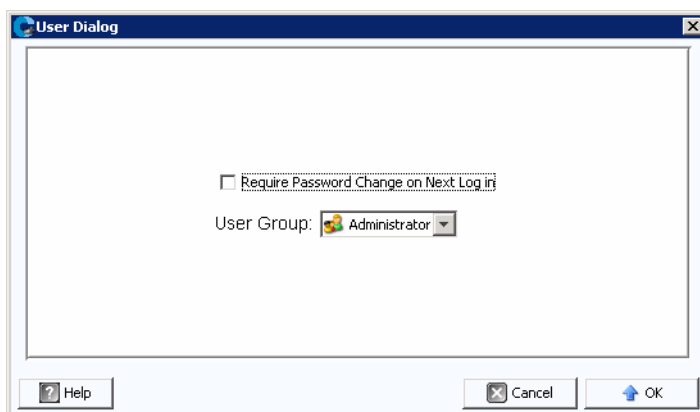 User Dialog
Require Password Change on Next Log in
User Group: Administrator
Help Cancel OK